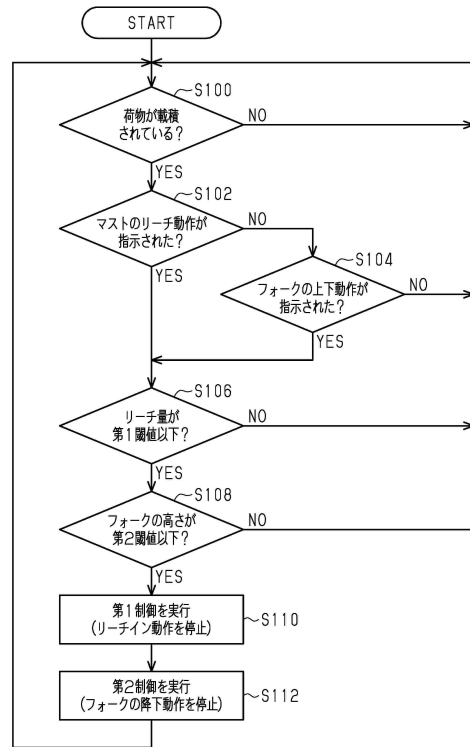 START
S100
荷物が載積
されている?
NO
YES
S102
マストのリーチ動作が
指示された?
NO
YES
S104
フォークの上下動作が
指示された?
NO
YES
S106
リーチ量が
第1閾値以下?
NO
YES
S108
フォークの高さが
第2閾値以下?
NO
YES
第1制御を実行
(リーチイン動作を停止)
S110
第2制御を実行
(フォークの降下動作を停止)
S112